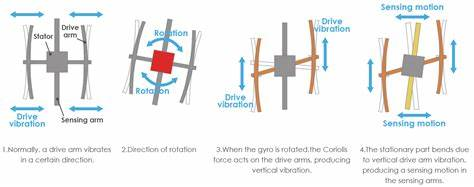 Stator
Drive
arm
Drive
vibration
Sensing arm
1.Normally, a drive arm vibrates
in a certain direction.
Rotation
Rotation
2.Direction of rotation
Drive
vibration
Drive
vibration
3.When the gyro is rotated,the Coriolis
force acts on the drive arms, producing
vertical vibration.
Sensing motion
Drive
vibration
Sensing motion
4.The stationary part bends due
to vertical drive arm vibration,
producing a sensing motion in
the sensing arms.